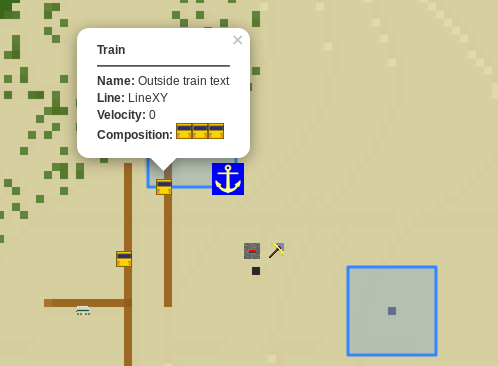 ×
Train
Name: Outside train text
Line: LineXY
Velocity: 0
Composition: